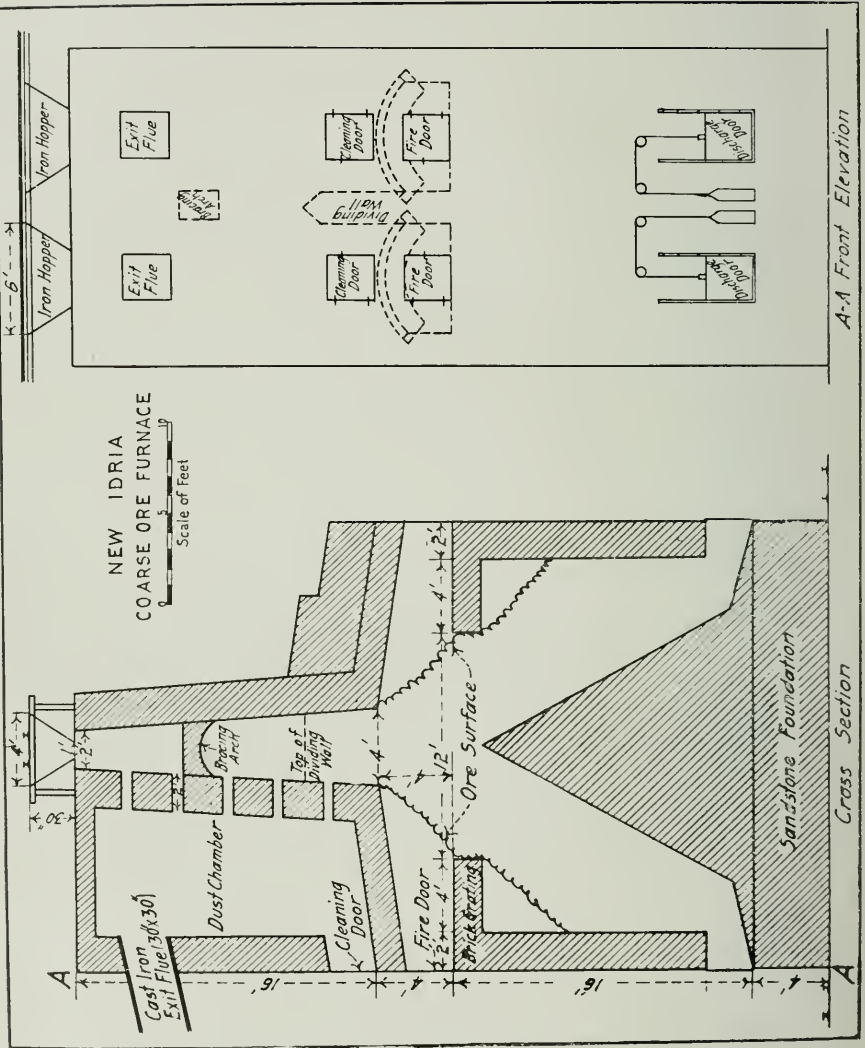 NEW IDRIA
COARSE ORE FURNACE
0 5 10
Scale of Feet
A
Cast Iron
Exit Flue (30"x30")
Dust Chamber
Cleaning
Door
Fire Door
Brick Grating
Bracing
Arch
Top of
Dividing
Wall
Ore Surface
Sandstone Foundation
4'
30"
1'
2'
2'
4'
4'
12'
2'
4'
4'
2'
16'
4'
16'
4'
A
Cross Section
6'
Iron Hopper
Iron Hopper
Exit
Flue
Exit
Flue
Bracing
Arch
Cleaning
Door
Cleaning
Door
Dividing
Wall
Fire
Door
Fire
Door
Discharge
Door
Discharge
Door
A-A Front Elevation